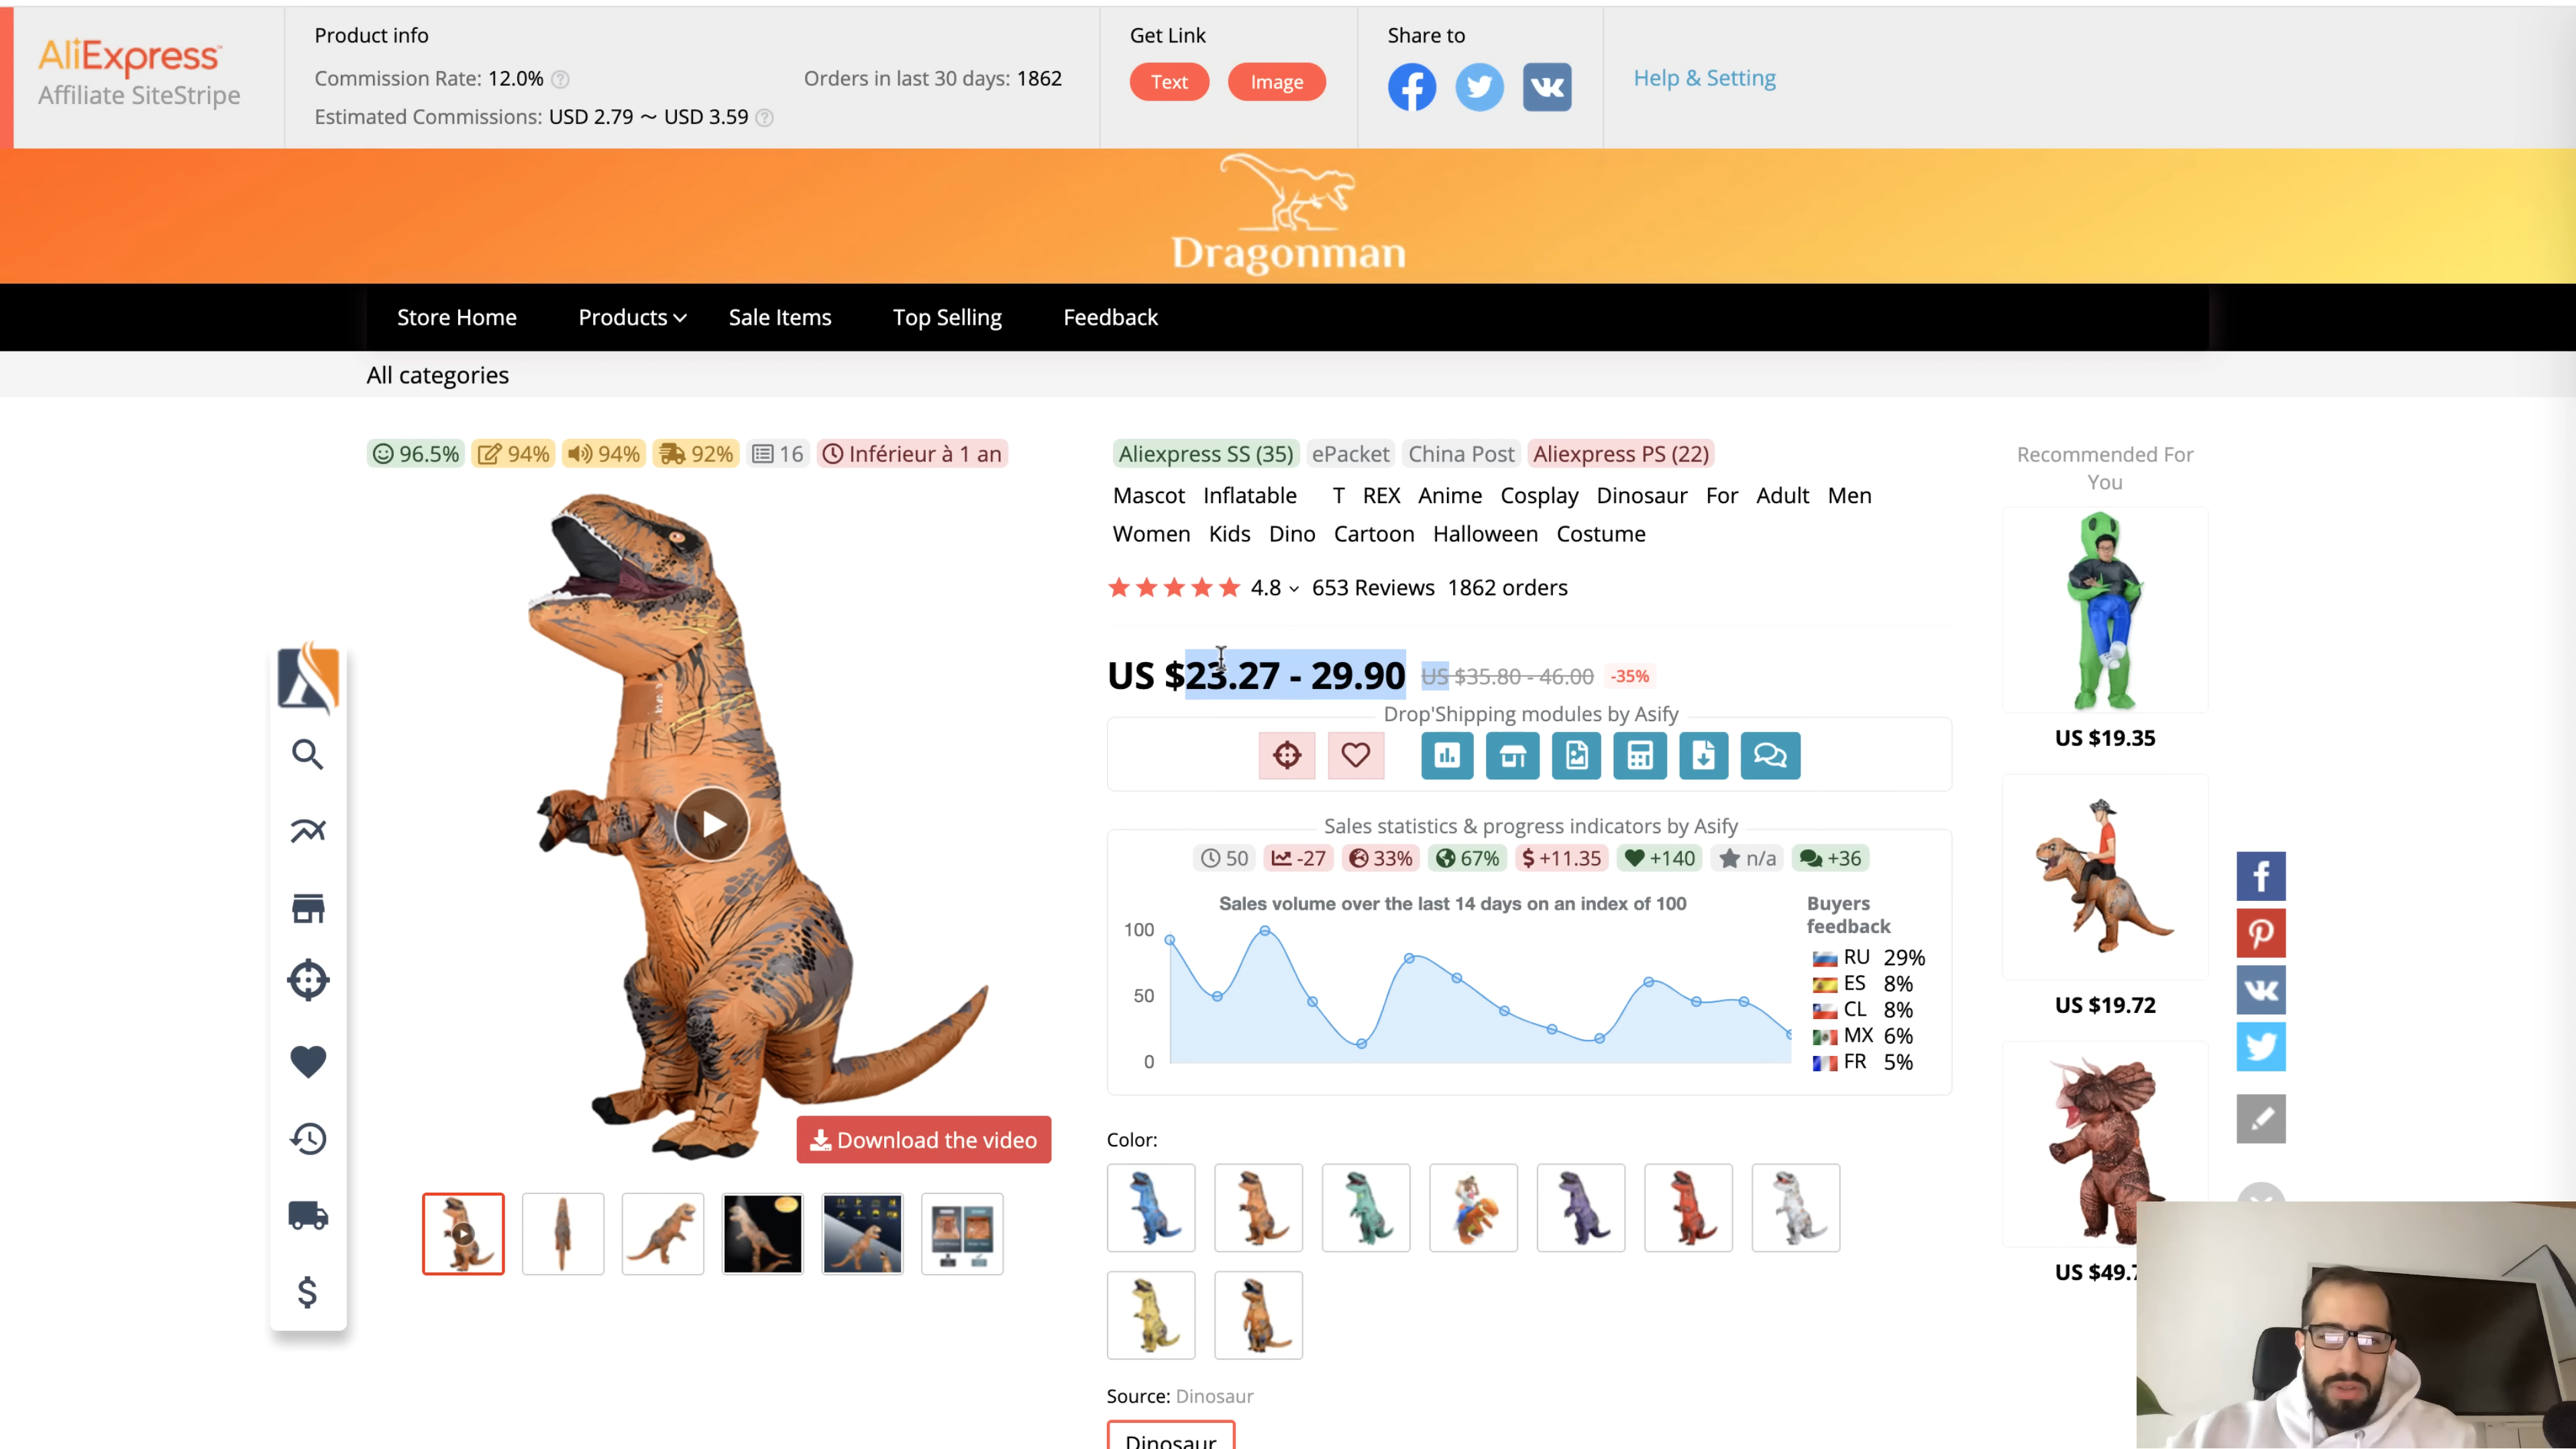 AliExpress
Affiliate SiteStripe
Product info
Commission Rate: 12.0%
Orders in last 30 days: 1862
Estimated Commissions: USD 2.79 ~ USD 3.59
Get Link
Text
Image
Share to
Help & Setting
Dragonman
Store Home
Products
Sale Items
Top Selling
Feedback
All categories
96.5%
94%
94%
92%
16
Inférieur à 1 an
Download the video
Aliexpress SS (35)
ePacket
China Post
Aliexpress PS (22)
Mascot Inflatable T REX Anime Cosplay Dinosaur For Adult Men
Women Kids Dino Cartoon Halloween Costume
4.8 653 Reviews 1862 orders
US $23.27 - 29.90 US $35.80 - 46.00 -35%
Drop'Shipping modules by Asify
Sales statistics & progress indicators by Asify
50
-27
33%
67%
+11.35
+140
n/a
+36
Sales volume over the last 14 days on an index of 100
100
50
0
Buyers
feedback
RU 29%
ES 8%
CL 8%
MX 6%
FR 5%
Color:
Source: Dinosaur
Dinosaur
Recommended For
You
US $19.35
US $19.72
US $49.